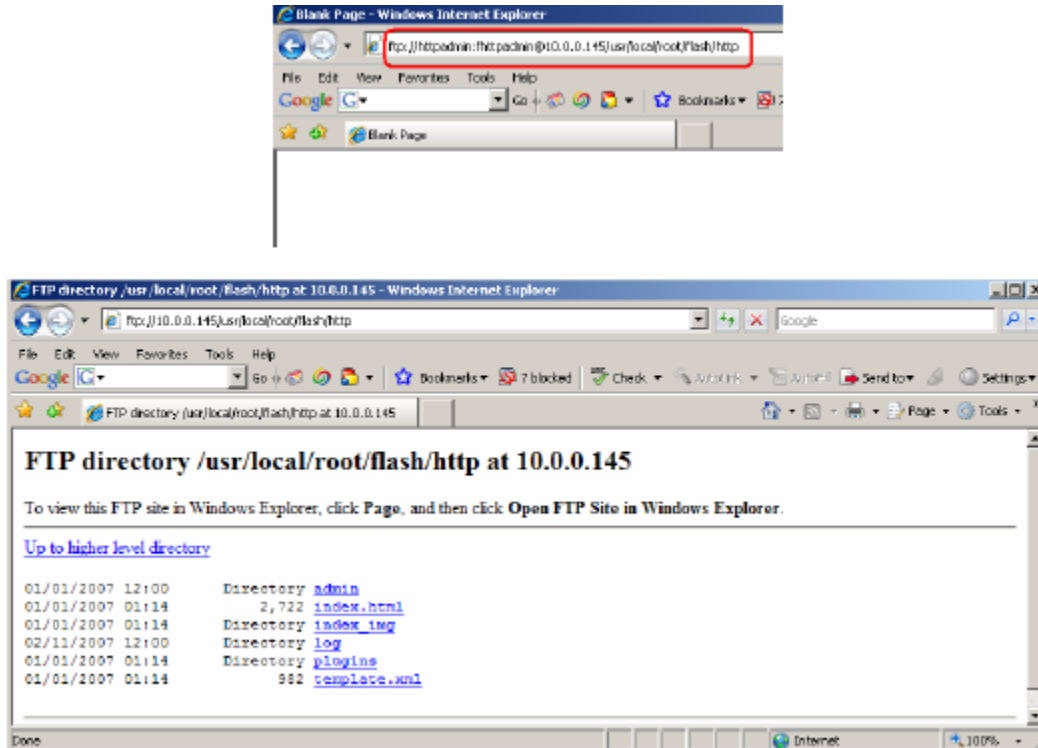 Blank Page - Windows Internet Explorer
ftp://httpadmin:fhttpadmin@10.0.0.145/usr/local/root/flash/http
File Edit View Favorites Tools Help
Google G Go Bookmarks
Blank Page
FTP directory /usr/local/root/flash/http at 10.0.0.145 - Windows Internet Explorer
ftp://10.0.0.145/usr/local/root/flash/http Google
File Edit View Favorites Tools Help
Google G Go Bookmarks 7 blocked Check AutoLink AutoFill Send to Settings
FTP directory /usr/local/root/flash/http at 10.0.0.145 Page Tools
FTP directory /usr/local/root/flash/http at 10.0.0.145
To view this FTP site in Windows Explorer, click Page, and then click Open FTP Site in Windows Explorer.
Up to higher level directory
01/01/2007 12:00 Directory admin
01/01/2007 01:14 2,722 index.html
01/01/2007 01:14 Directory index_img
02/11/2007 12:00 Directory log
01/01/2007 01:14 Directory plugins
01/01/2007 01:14 982 template.xml
Done Internet 100%